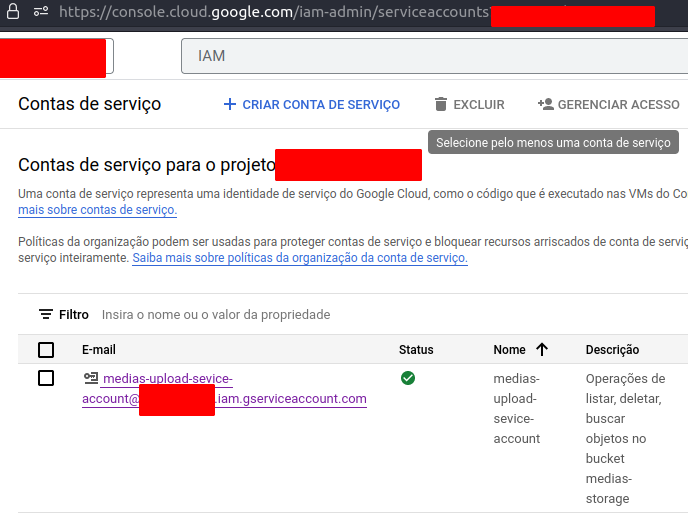 https://console.cloud.google.com/iam-admin/serviceaccounts
IAM
Contas de serviço
+ CRIAR CONTA DE SERVIÇO
EXCLUIR
GERENCIAR ACESSO
Selecione pelo menos uma conta de serviço
Contas de serviço para o projeto
Uma conta de serviço representa uma identidade de serviço do Google Cloud, como o código que é executado nas VMs do Co
mais sobre contas de serviço.
Políticas da organização podem ser usadas para proteger contas de serviço e bloquear recursos arriscados de conta de serviç
serviço inteiramente. Saiba mais sobre políticas da organização da conta de serviço.
Filtro Insira o nome ou o valor da propriedade
E-mail Status Nome Descrição
medias-upload-sevice-
account@
.iam.gserviceaccount.com
medias-
upload-
sevice-
account
Operações de
listar, deletar,
buscar
objetos no
bucket
medias-
storage